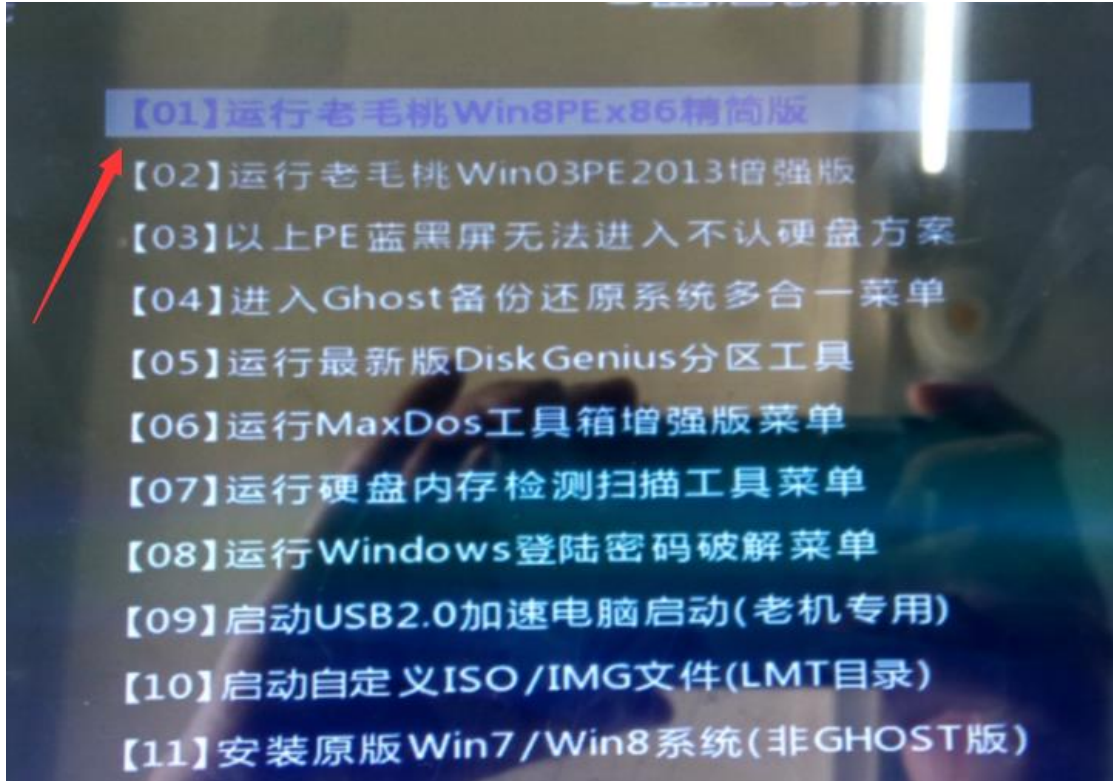 【01】运行老毛桃Win8PEx86精简版
【02】运行老毛桃Win03PE2013增强版
【03】以上PE蓝黑屏无法进入不认硬盘方案
【04】进入Ghost备份还原系统多合一菜单
【05】运行最新版DiskGenius分区工具
【06】运行MaxDos工具箱增强版菜单
【07】运行硬盘内存检测扫描工具菜单
【08】运行Windows登陆密码破解菜单
【09】启动USB2.0加速电脑启动(老机专用)
【10】启动自定义ISO/IMG文件(LMT目录)
【11】安装原版Win7/Win8系统(非GHOST版)